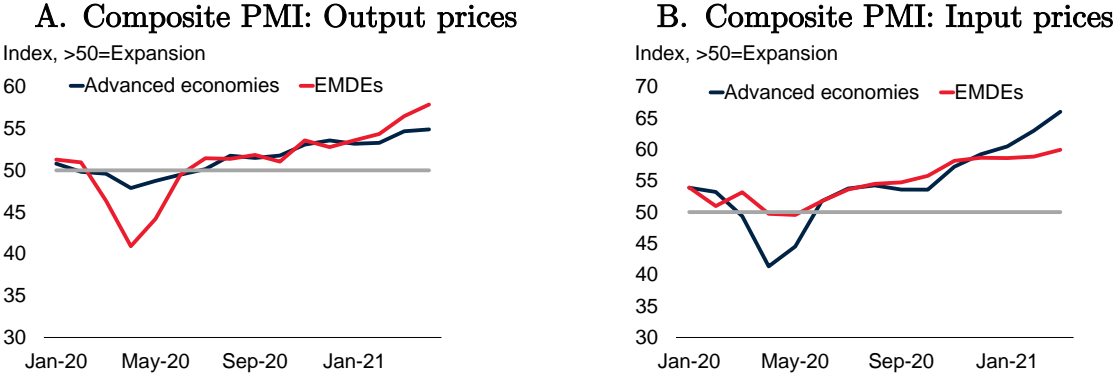 A. Composite PMI: Output prices
Index, >50=Expansion
Advanced economies
EMDEs
60
55
50
45
40
35
30
Jan-20
May-20
Sep-20
Jan-21
B. Composite PMI: Input prices
Index, >50=Expansion
Advanced economies
EMDEs
70
65
60
55
50
45
40
35
30
Jan-20
May-20
Sep-20
Jan-21